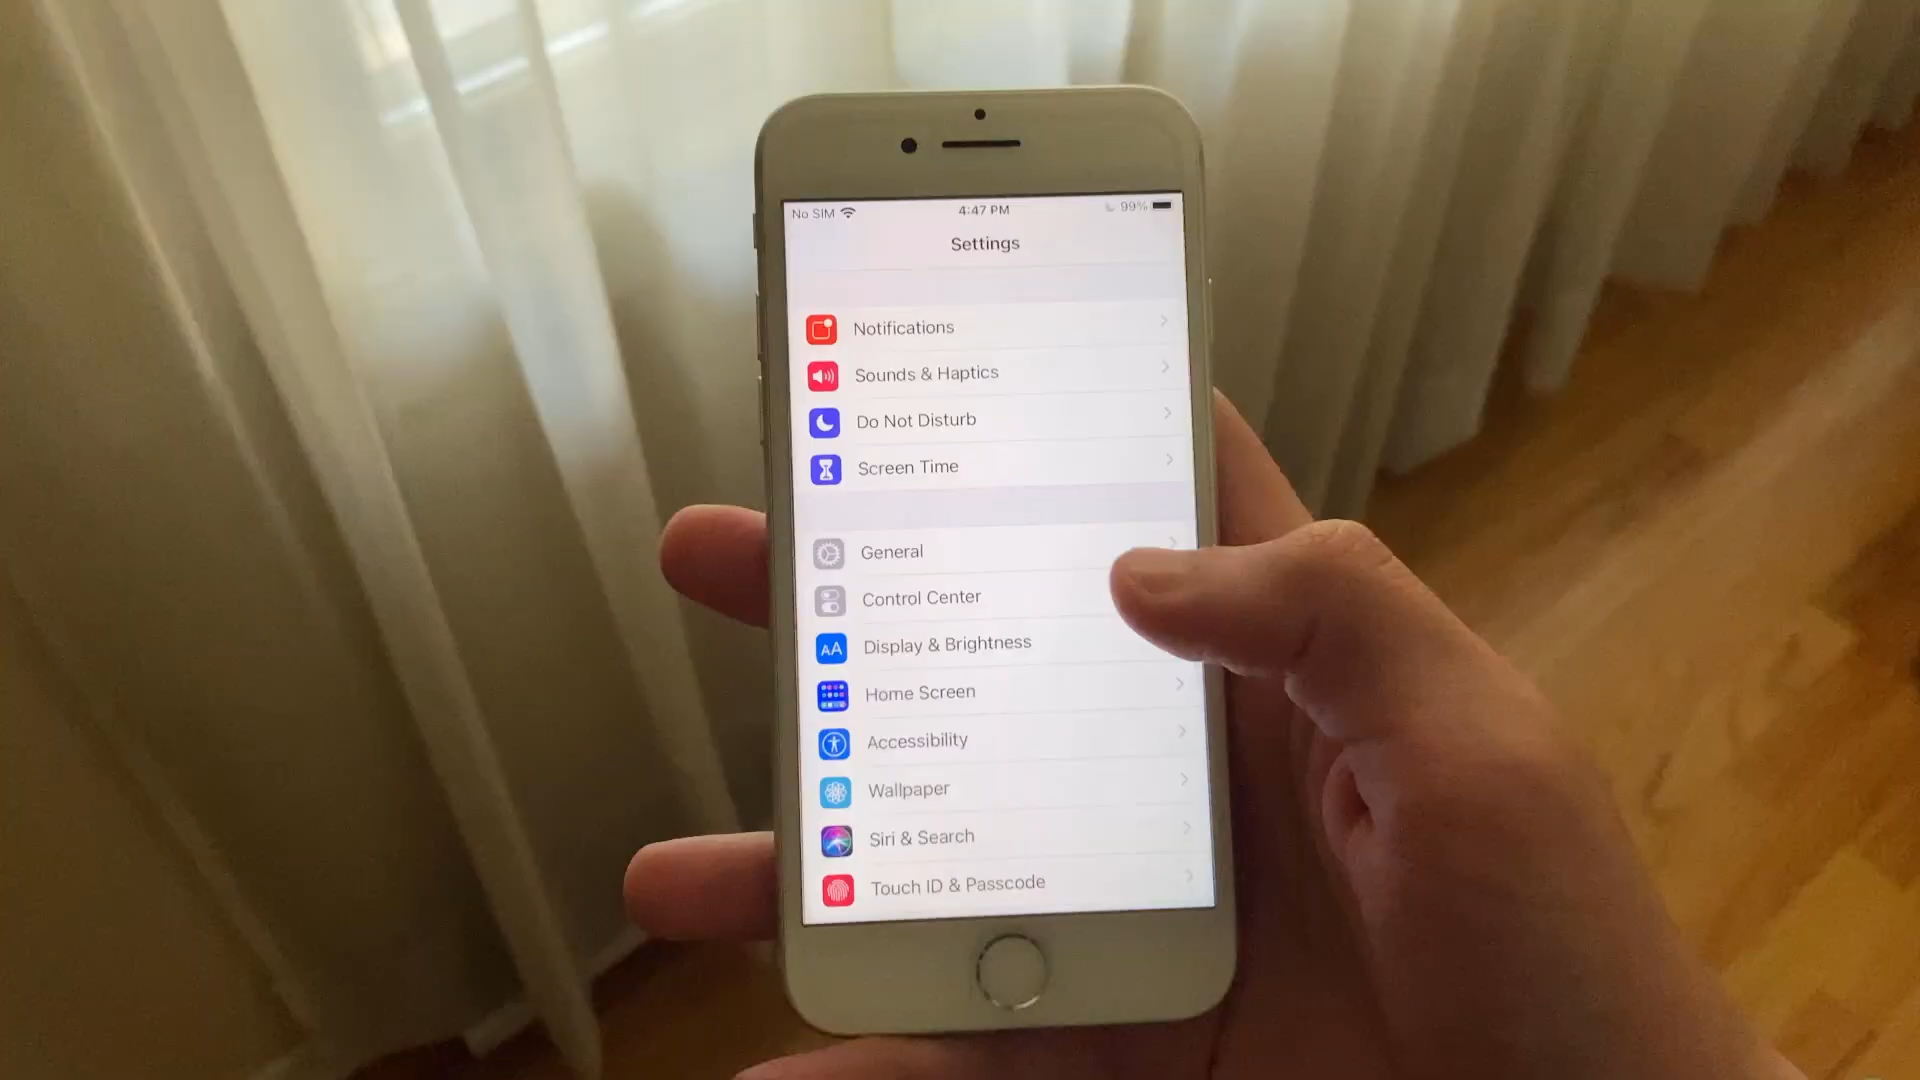 No SIM 4:47 PM 99%
Settings
Notifications
Sounds & Haptics
Do Not Disturb
Screen Time
General
Control Center
AA Display & Brightness
Home Screen
Accessibility
Wallpaper
Siri & Search
Touch ID & Passcode